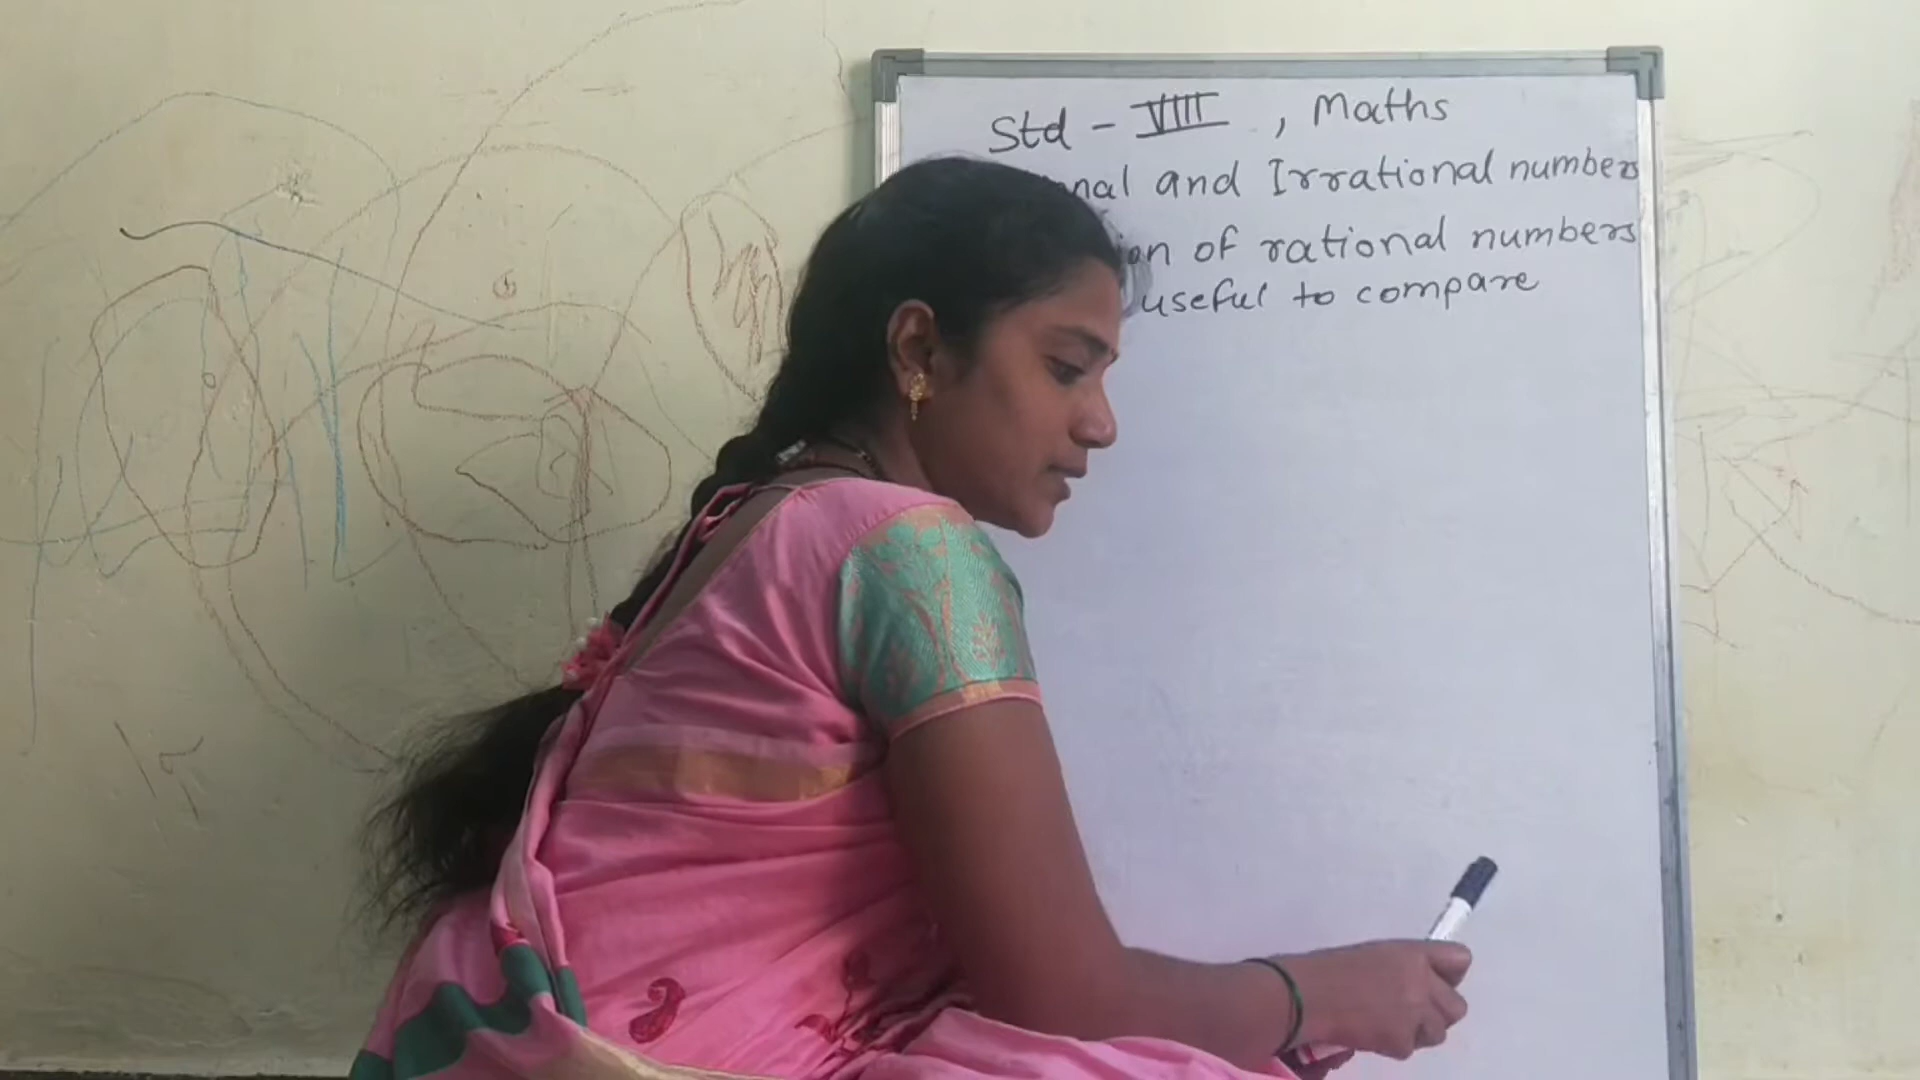 Std - VIII , Maths
and Irrational numbers
of rational numbers
useful to compare